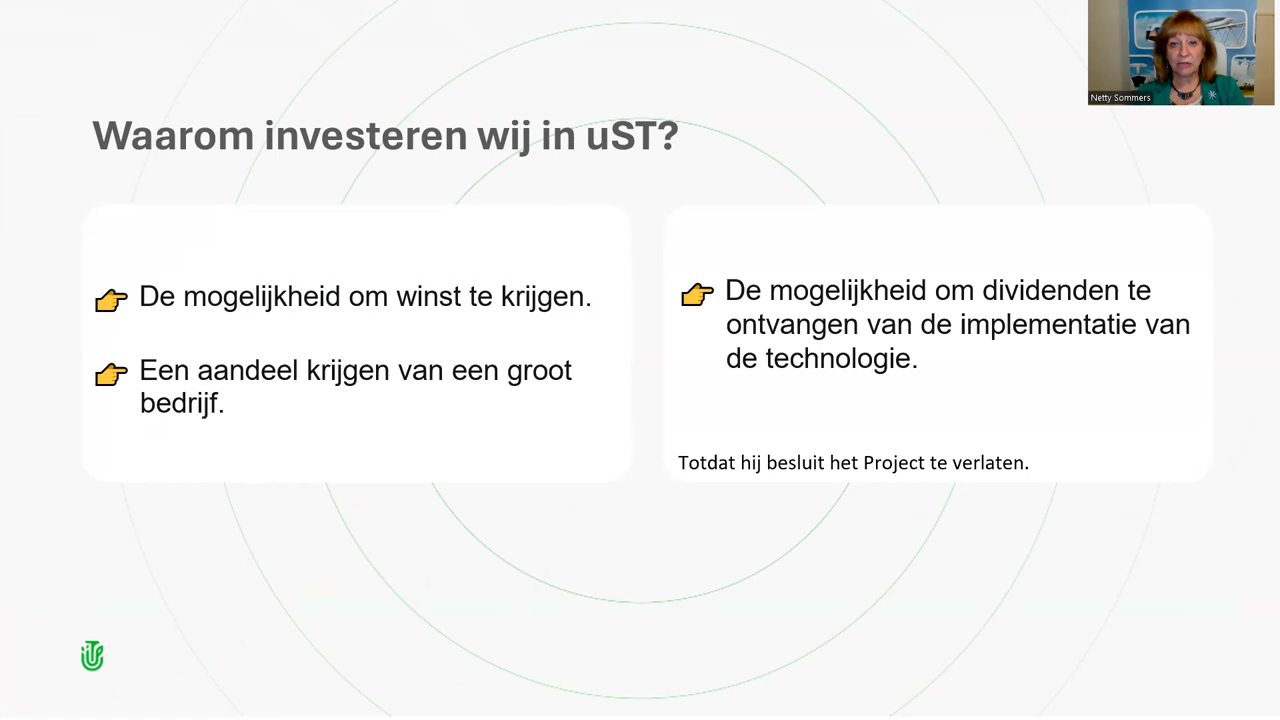 Netty Sommers
Waarom investeren wij in uST?
👉 De mogelijkheid om winst te krijgen.
👉 Een aandeel krijgen van een groot
bedrijf.
👉 De mogelijkheid om dividenden te
ontvangen van de implementatie van
de technologie.
Totdat hij besluit het Project te verlaten.